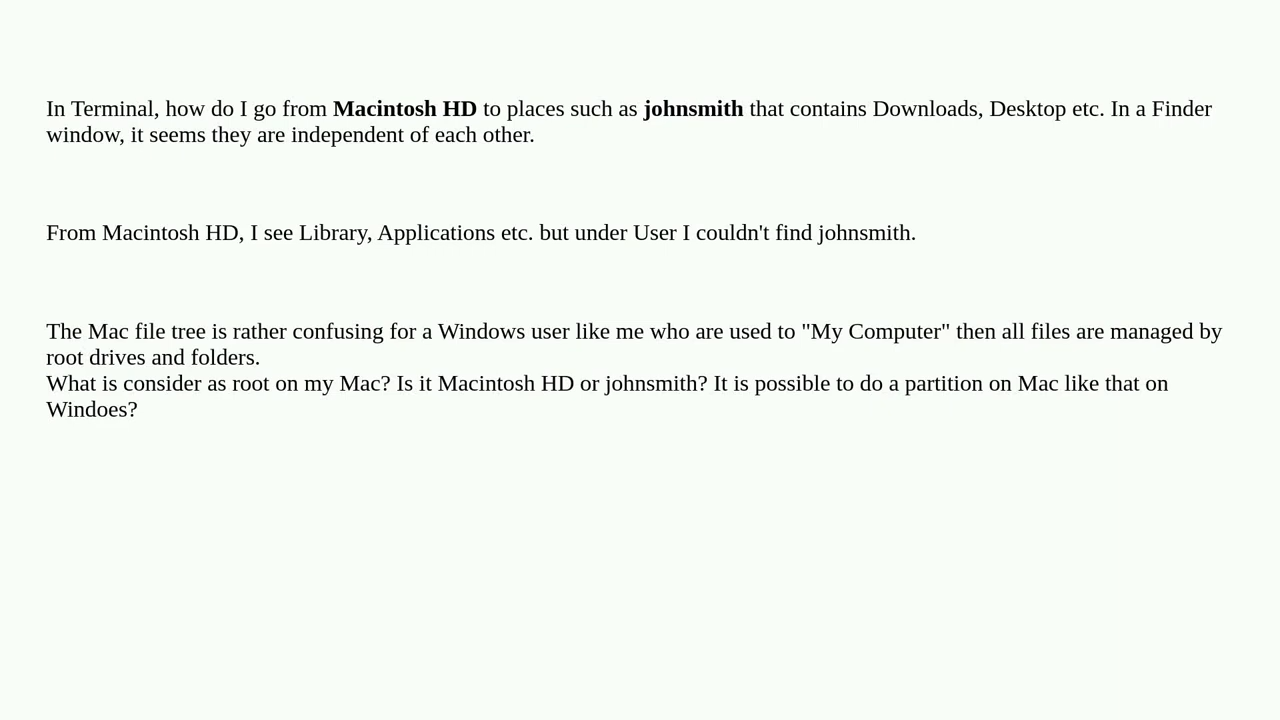 In Terminal, how do I go from Macintosh HD to places such as johnsmith that contains Downloads, Desktop etc. In a Finder
window, it seems they are independent of each other.
From Macintosh HD, I see Library, Applications etc. but under User I couldn't find johnsmith.
The Mac file tree is rather confusing for a Windows user like me who are used to "My Computer" then all files are managed by
root drives and folders.
What is consider as root on my Mac? Is it Macintosh HD or johnsmith? It is possible to do a partition on Mac like that on
Windoes?